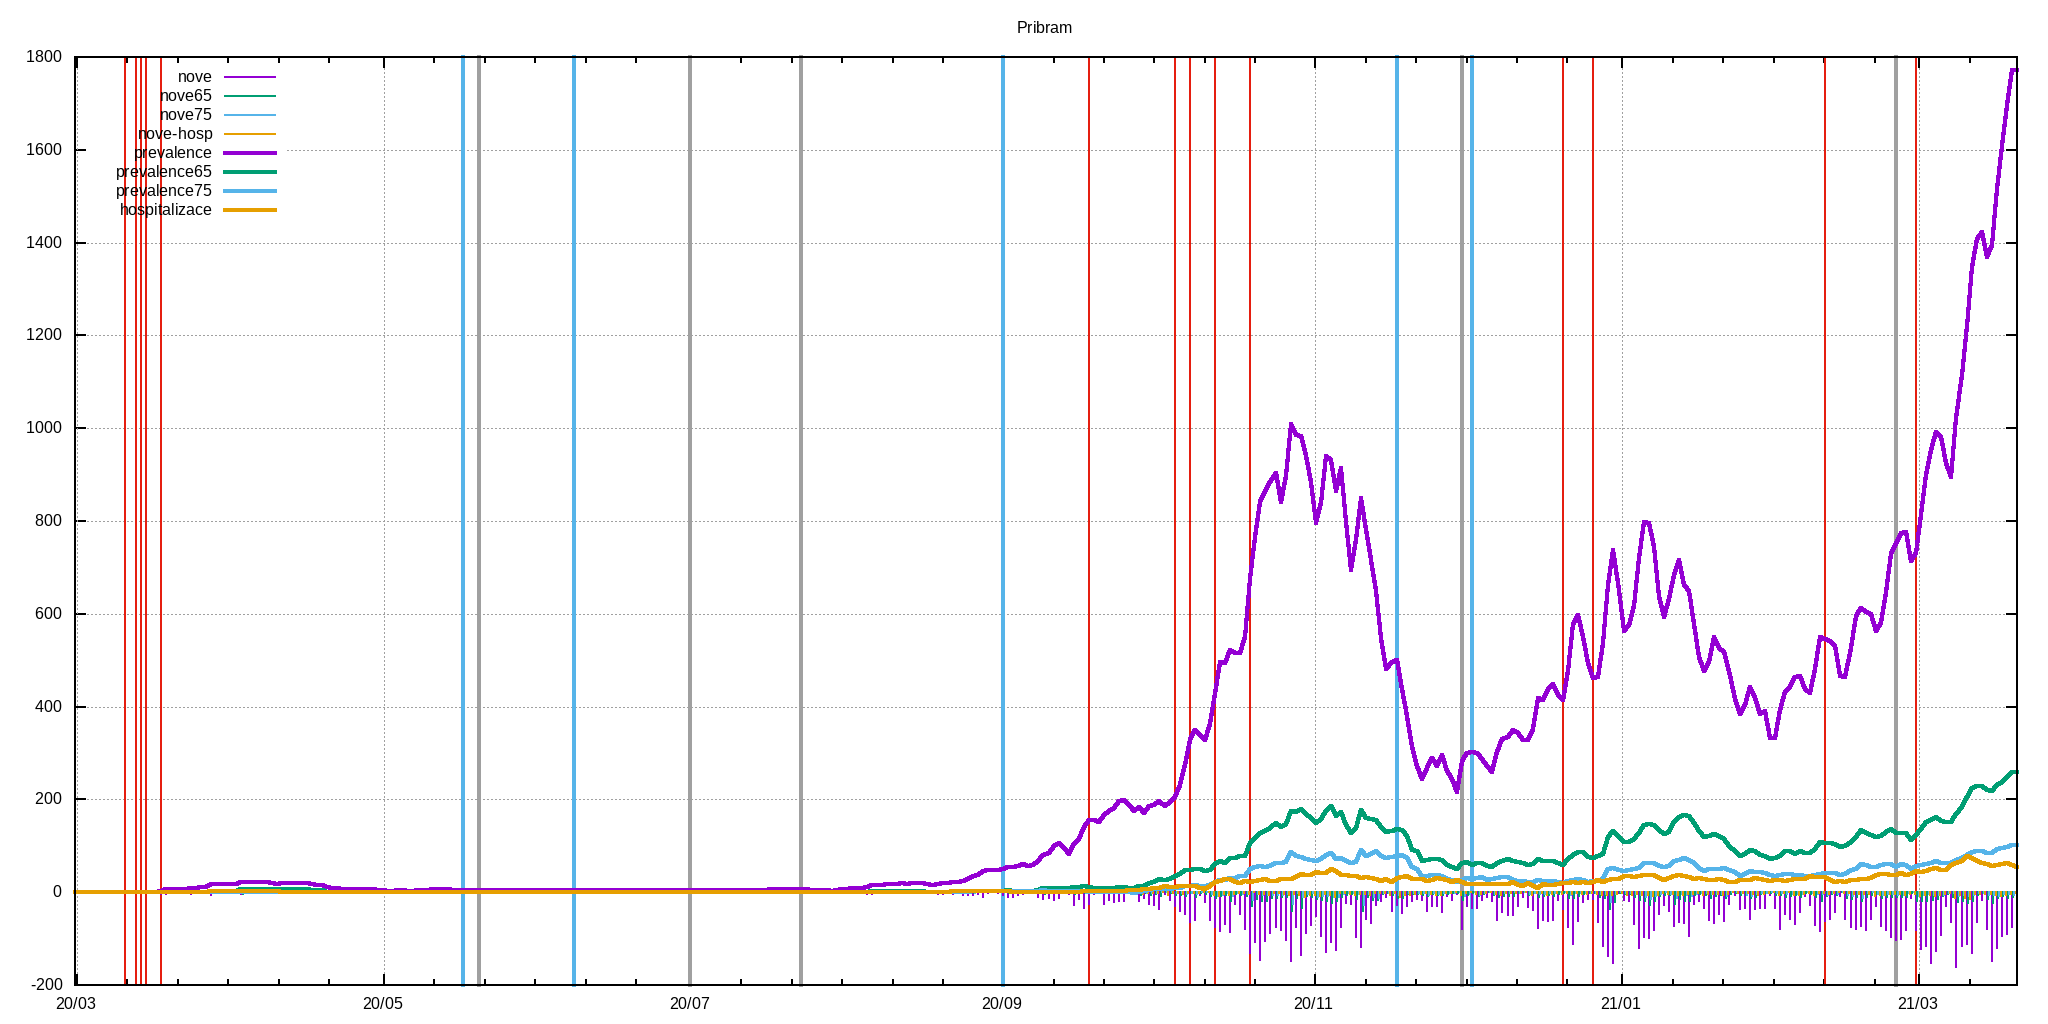 Pribram
1800
1600
1400
1200
1000
800
600
400
200
0
-200
nove
nove65
nove75
nove-hosp
prevalence
prevalence65
prevalence75
hospitalizace
20/03 20/05 20/07 20/09 20/11 21/01 21/03